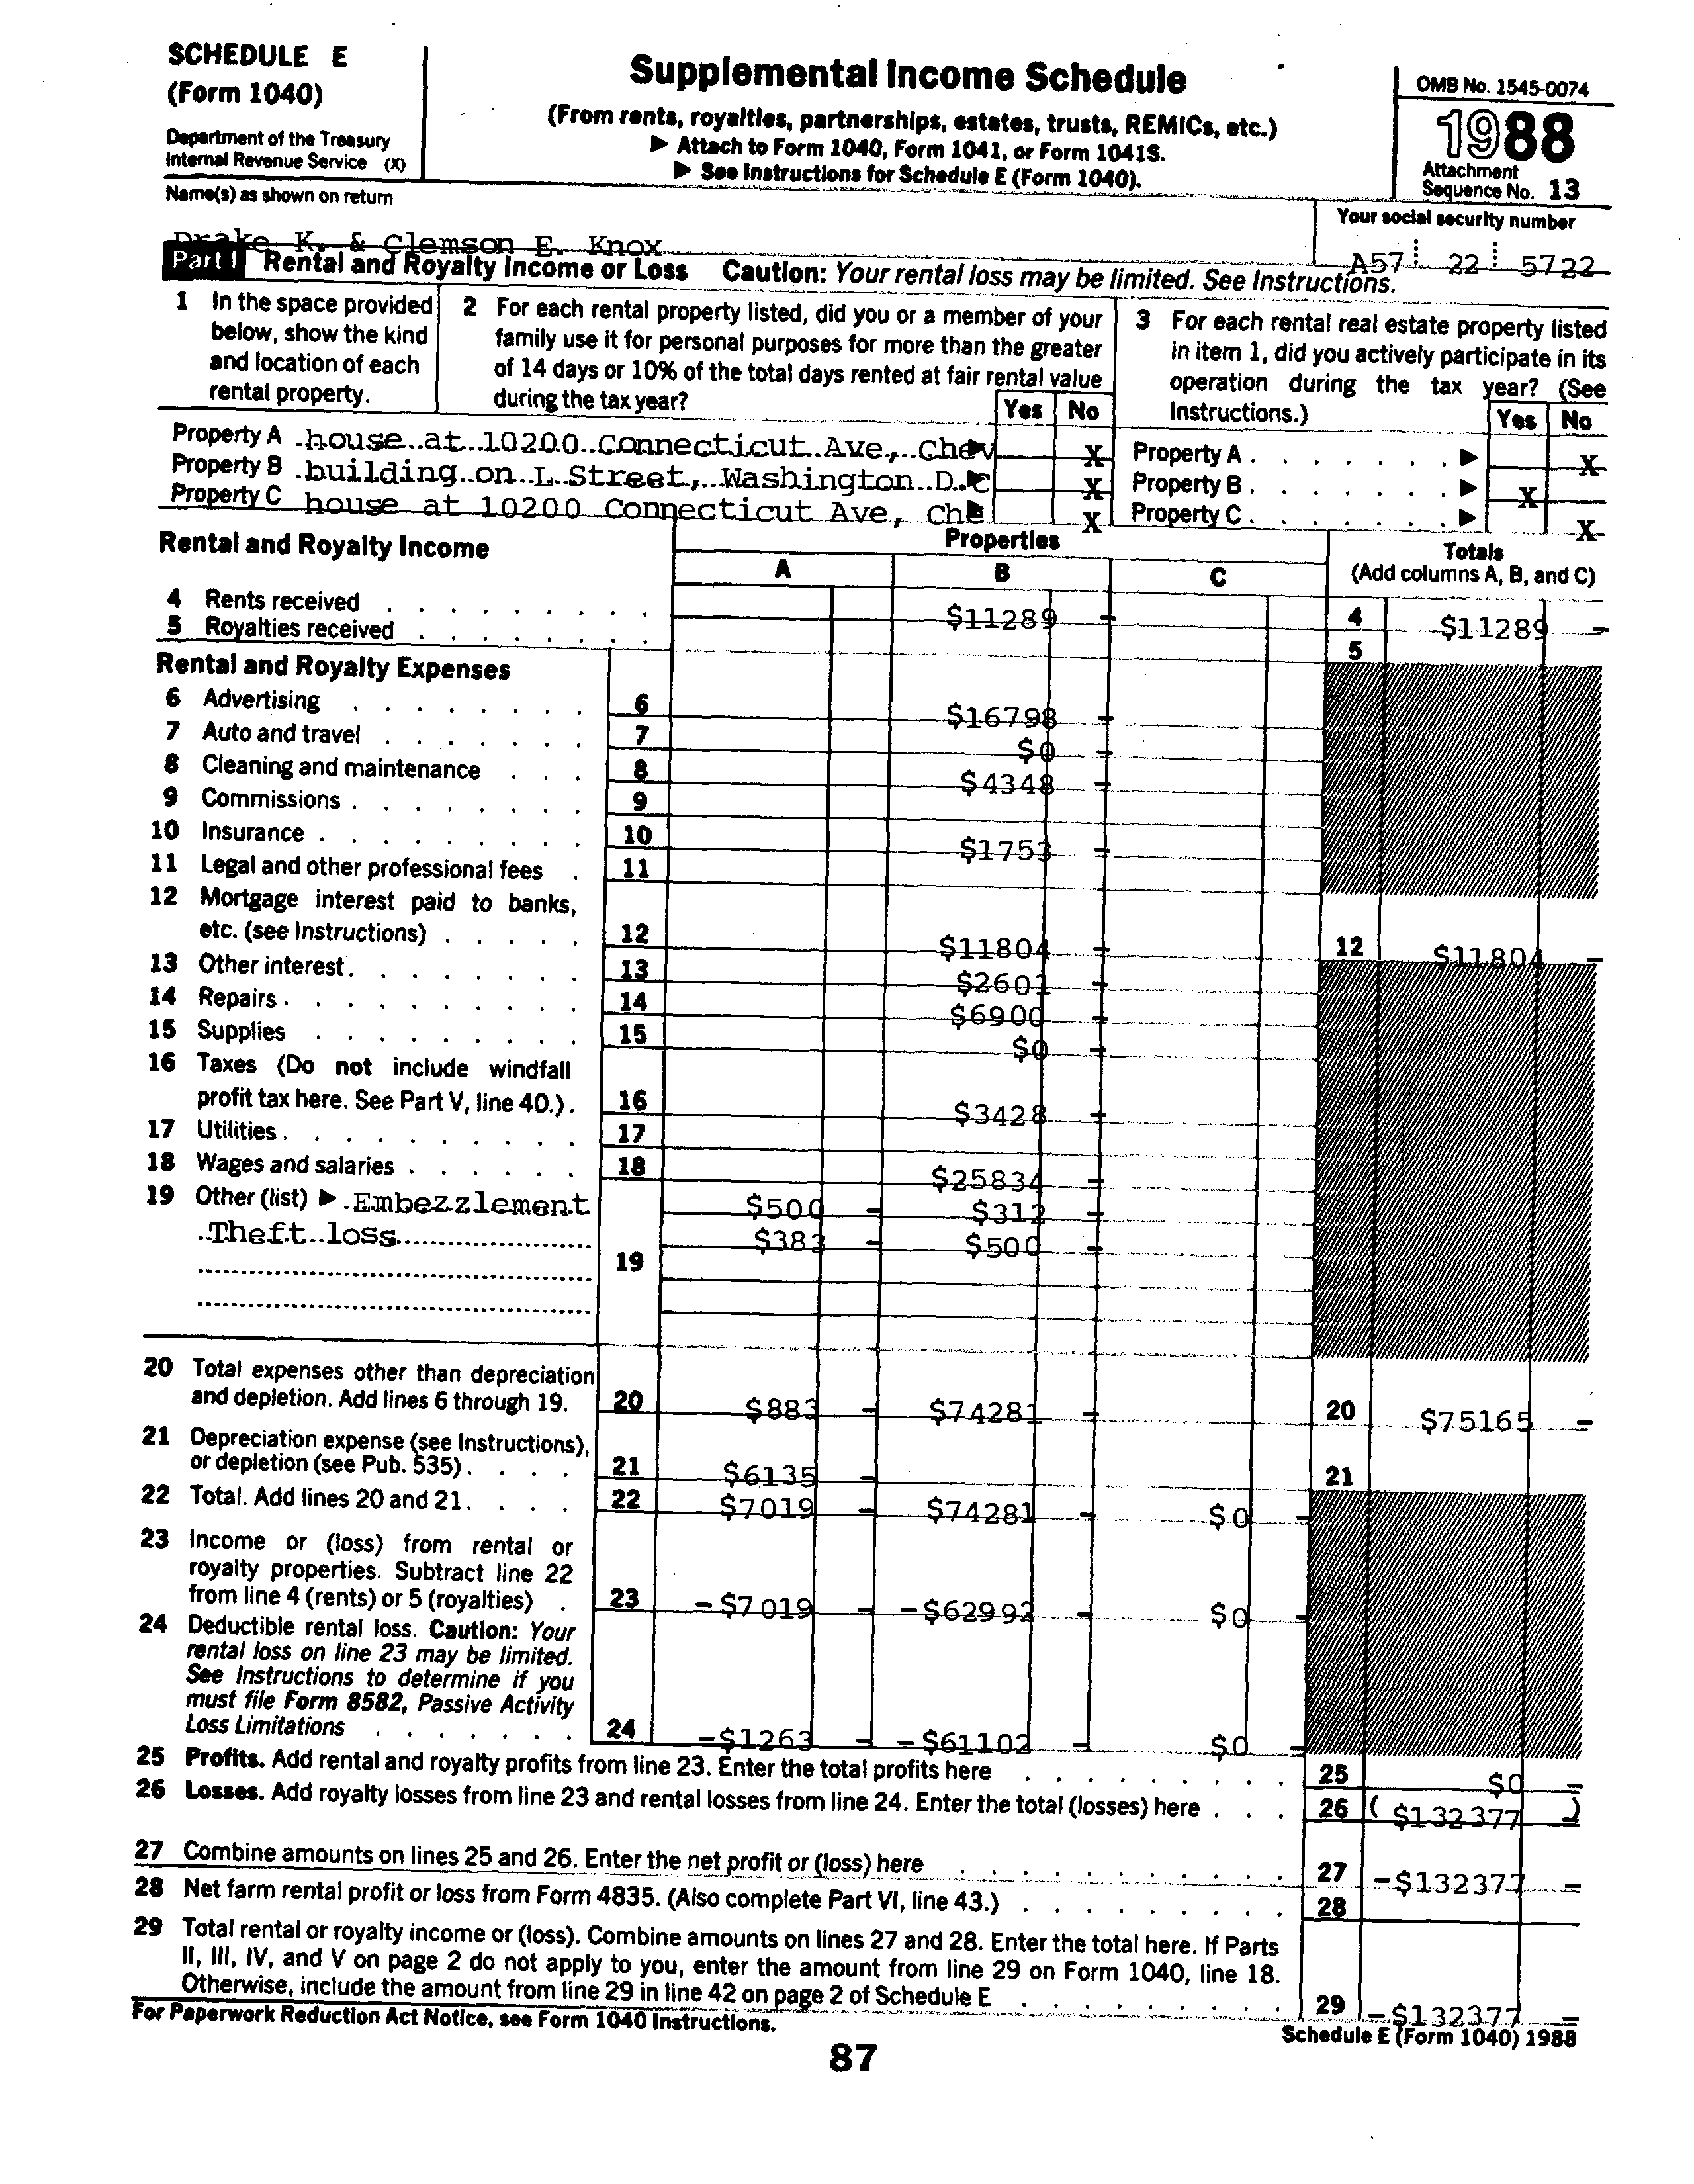 SCHEDULE E
(Form 1040)
Department of the Treasury
Internal Revenue Service (X)
Supplemental Income Schedule
(From rents, royalties, partnerships, estates, trusts, REMICs, etc.)
▶ Attach to Form 1040, Form 1041, or Form 1041S.
▶ See Instructions for Schedule E (Form 1040).
OMB No. 1545-0074
1988
Attachment
Sequence No. 13
Name(s) as shown on return
Your social security number
Drake K. & Clemson E. Knox
A57 22 5722
Part I Rental and Royalty Income or Loss Caution: Your rental loss may be limited. See Instructions.
1 In the space provided
below, show the kind
and location of each
rental property.
2 For each rental property listed, did you or a member of your
family use it for personal purposes for more than the greater
of 14 days or 10% of the total days rented at fair rental value
during the tax year?
Yes No
3 For each rental real estate property listed
in item 1, did you actively participate in its
operation during the tax year? (See
Instructions.)
Yes No
Property A house at 10200 Connecticut Ave, Chev ▶ X Property A . . . . . . . ▶ X
Property B building on L Street, Washington D.C ▶ X Property B . . . . . . . ▶ X
Property C house at 10200 Connecticut Ave, Che ▶ X Property C . . . . . . . ▶ X
Rental and Royalty Income
Properties
A B C
Totals
(Add columns A, B, and C)
4 Rents received $11289 - 4 $11289 -
5 Royalties received 5
Rental and Royalty Expenses
6 Advertising 6 $16798 -
7 Auto and travel 7 $0 -
8 Cleaning and maintenance 8 $4348 -
9 Commissions 9
10 Insurance 10 $1753 -
11 Legal and other professional fees 11
12 Mortgage interest paid to banks,
etc. (see Instructions) 12 $11804 - 12 $11804 -
13 Other interest 13 $2601 -
14 Repairs 14 $6900 -
15 Supplies 15 $0 -
16 Taxes (Do not include windfall
profit tax here. See Part V, line 40.) . 16 $3428 -
17 Utilities 17
18 Wages and salaries 18 $25834 -
19 Other (list) ▶ Embezzlement $500 - $312 -
Theft loss $383 - $500 -
19
20 Total expenses other than depreciation
and depletion. Add lines 6 through 19. 20 $883 - $74281 - 20 $75165 -
21 Depreciation expense (see Instructions),
or depletion (see Pub. 535) 21 $6135 - 21
22 Total. Add lines 20 and 21 22 $7019 - $74281 - $0 -
23 Income or (loss) from rental or
royalty properties. Subtract line 22
from line 4 (rents) or 5 (royalties) 23 -$7019 - -$62992 - $0 -
24 Deductible rental loss. Caution: Your
rental loss on line 23 may be limited.
See Instructions to determine if you
must file Form 8582, Passive Activity
Loss Limitations 24 -$1263 - -$61102 - $0 -
25 Profits. Add rental and royalty profits from line 23. Enter the total profits here 25 $0 -
26 Losses. Add royalty losses from line 23 and rental losses from line 24. Enter the total (losses) here 26 ( $132377 - )
27 Combine amounts on lines 25 and 26. Enter the net profit or (loss) here 27 -$132377 -
28 Net farm rental profit or loss from Form 4835. (Also complete Part VI, line 43.) 28
29 Total rental or royalty income or (loss). Combine amounts on lines 27 and 28. Enter the total here. If Parts
II, III, IV, and V on page 2 do not apply to you, enter the amount from line 29 on Form 1040, line 18.
Otherwise, include the amount from line 29 in line 42 on page 2 of Schedule E 29 -$132377 -
For Paperwork Reduction Act Notice, see Form 1040 Instructions.
Schedule E (Form 1040) 1988
87